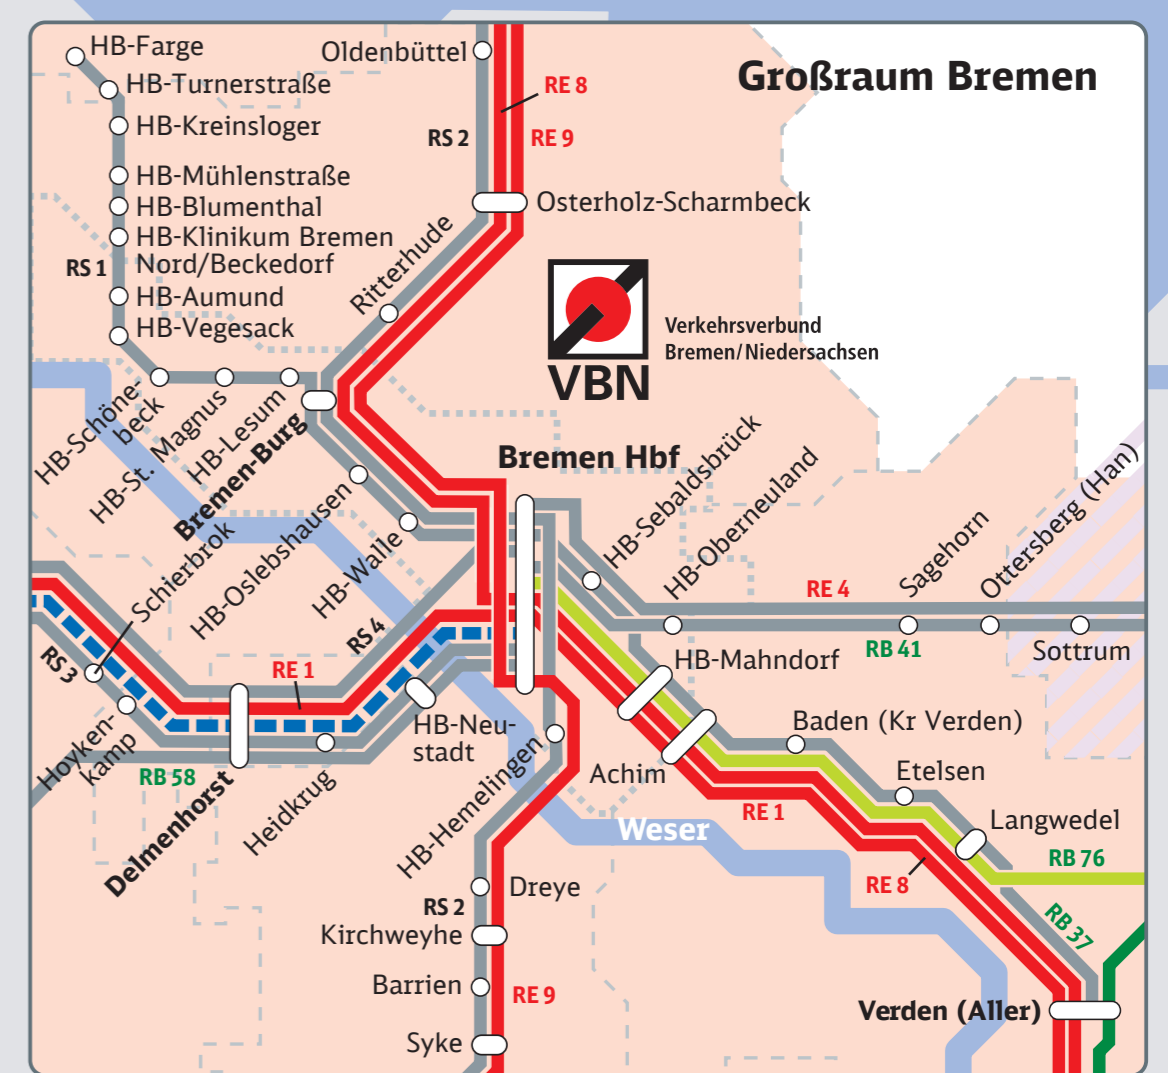 HB-Farge
Oldenbüttel
HB-Turnerstraße
Großraum Bremen
RE 8
HB-Kreinsloger
RS 2
RE 9
HB-Mühlenstraße
Osterholz-Scharmbeck
HB-Blumenthal
HB-Klinikum Bremen
Nord/Beckedorf
Ritterhude
RS 1
HB-Aumund
HB-Vegesack
Verkehrsverbund
Bremen/Niedersachsen
VBN
HB-Schöne-
beck
HB-St. Magnus
HB-Lesum
Bremen-Burg
Bremen Hbf
HB-Sebaldsbrück
HB-Oberneuland
Sagehorn
Ottersberg (Han)
Schierbrok
HB-Oslebshausen
HB-Walle
RE 4
RS 4
RB 41
Sottrum
RS 3
RE 1
HB-Mahndorf
Hoyken-
kamp
HB-Neu-
stadt
Baden (Kr Verden)
RB 58
Delmenhorst
Heidkrug
HB-Hemelingen
Achim
Etelsen
RE 1
Weser
Langwedel
RB 76
RE 8
Dreye
RS 2
RB 37
Kirchweyhe
Barrien
RE 9
Verden (Aller)
Syke